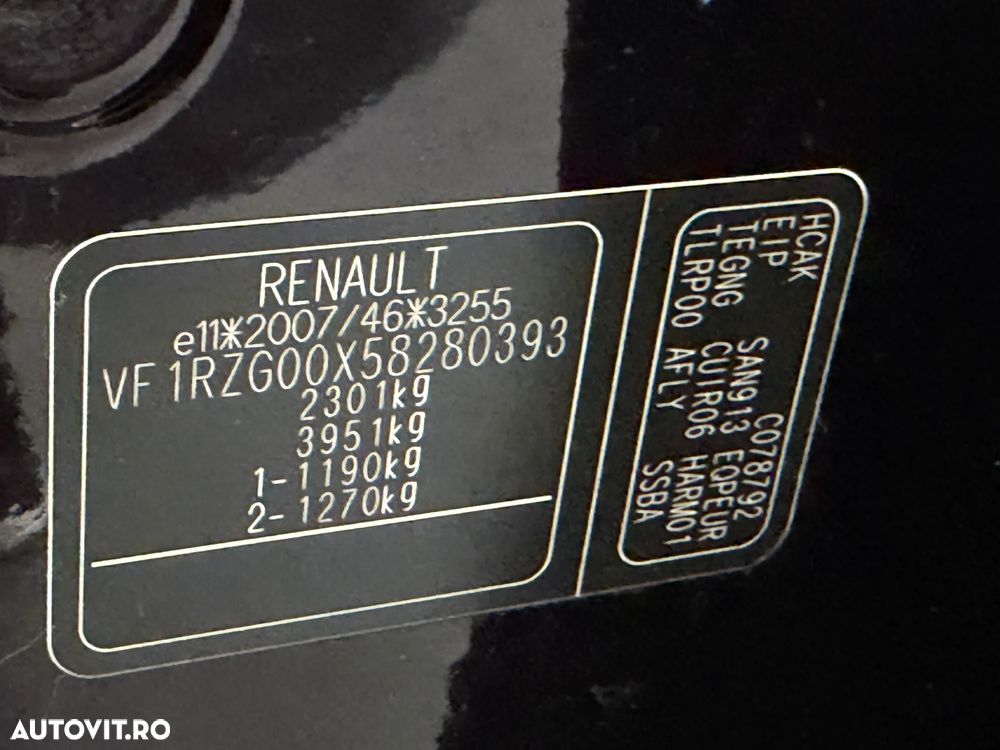 RENAULT
e11*2007/46*3255
VF1RZG00X58280393
2301kg
3951kg
1-1190kg
2-1270kg
HCAK C078792
EIP SAN913 EQPEUR
TEGNG CUIR06 HARM01
TLRP00 AFLY SSBA
AUTOVIT.RO